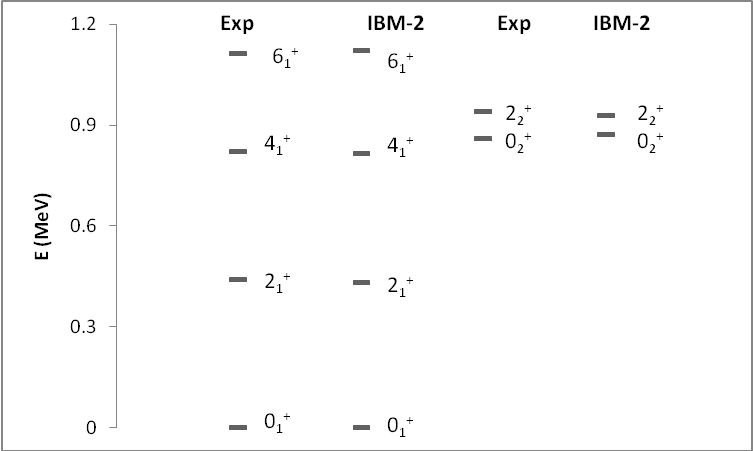 1.2 Exp IBM-2 Exp IBM-2
6₁⁺ 6₁⁺
0.9 2₂⁺ 2₂⁺
4₁⁺ 4₁⁺ 0₂⁺ 0₂⁺
E (MeV)
0.6
2₁⁺ 2₁⁺
0.3
0 0₁⁺ 0₁⁺